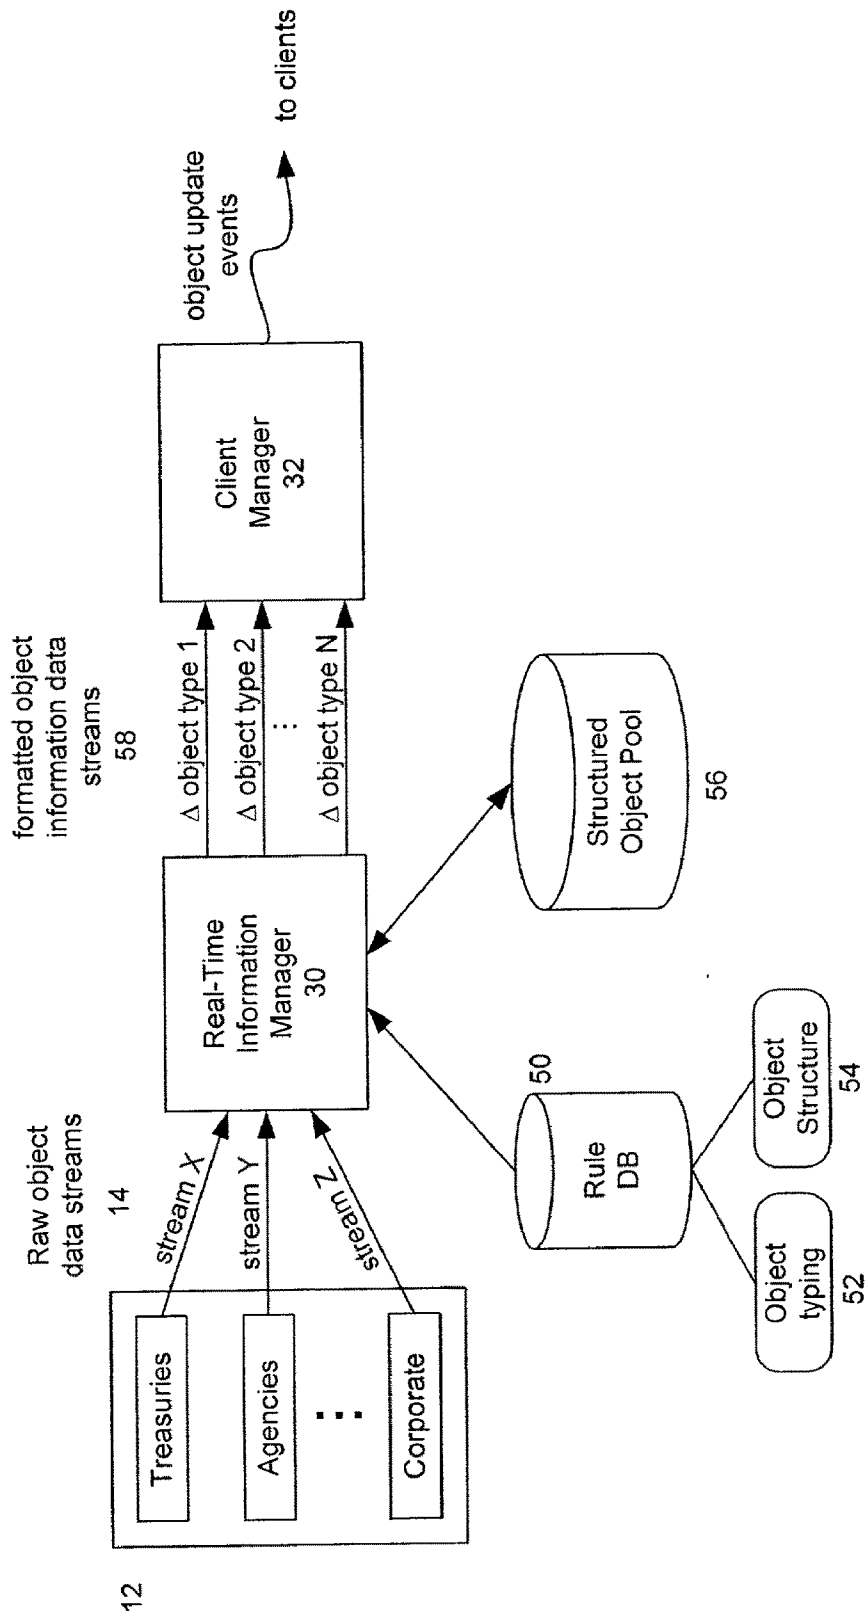 12
Treasuries
Agencies
Corporate
Raw object
data streams
14
stream X
stream Y
stream Z
Real-Time
Information
Manager
30
formatted object
information data
streams
58
Δ object type 1
Δ object type 2
Δ object type N
Client
Manager
32
object update
events
to clients
Rule
DB
50
Object
typing
52
Object
Structure
54
Structured
Object Pool
56